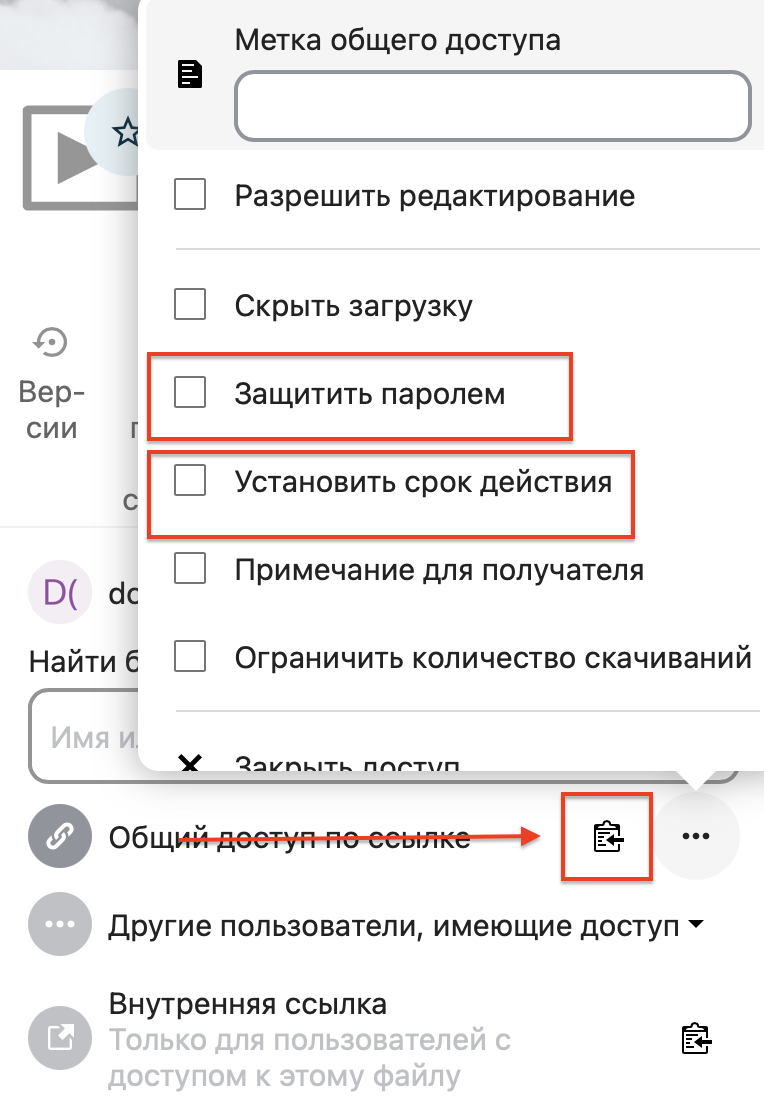 Метка общего доступа
Разрешить редактирование
Скрыть загрузку
Защитить паролем
Установить срок действия
Примечание для получателя
Ограничить количество скачиваний
Закрыть доступ
Вер-
сии
D(
Найти
Имя
Общий доступ по ссылке
Другие пользователи, имеющие доступ
Внутренняя ссылка
Только для пользователей с
доступом к этому файлу